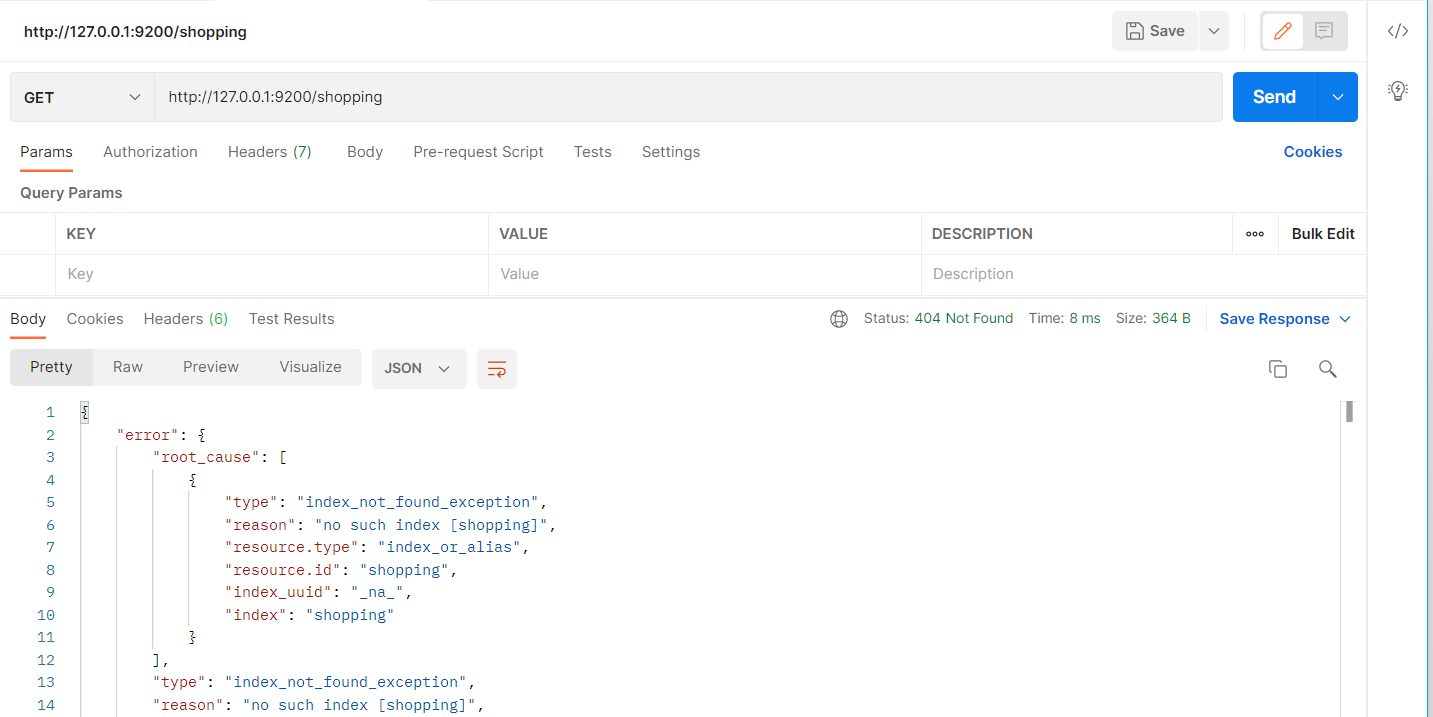 http://127.0.0.1:9200/shopping Save
GET http://127.0.0.1:9200/shopping Send
Params Authorization Headers (7) Body Pre-request Script Tests Settings Cookies
Query Params
KEY VALUE DESCRIPTION ooo Bulk Edit
Key Value Description
Body Cookies Headers (6) Test Results Status: 404 Not Found Time: 8 ms Size: 364 B Save Response
Pretty Raw Preview Visualize JSON
1 {
2 "error": {
3 "root_cause": [
4 {
5 "type": "index_not_found_exception",
6 "reason": "no such index [shopping]",
7 "resource.type": "index_or_alias",
8 "resource.id": "shopping",
9 "index_uuid": "_na_",
10 "index": "shopping"
11 }
12 ],
13 "type": "index_not_found_exception",
14 "reason": "no such index [shopping]",